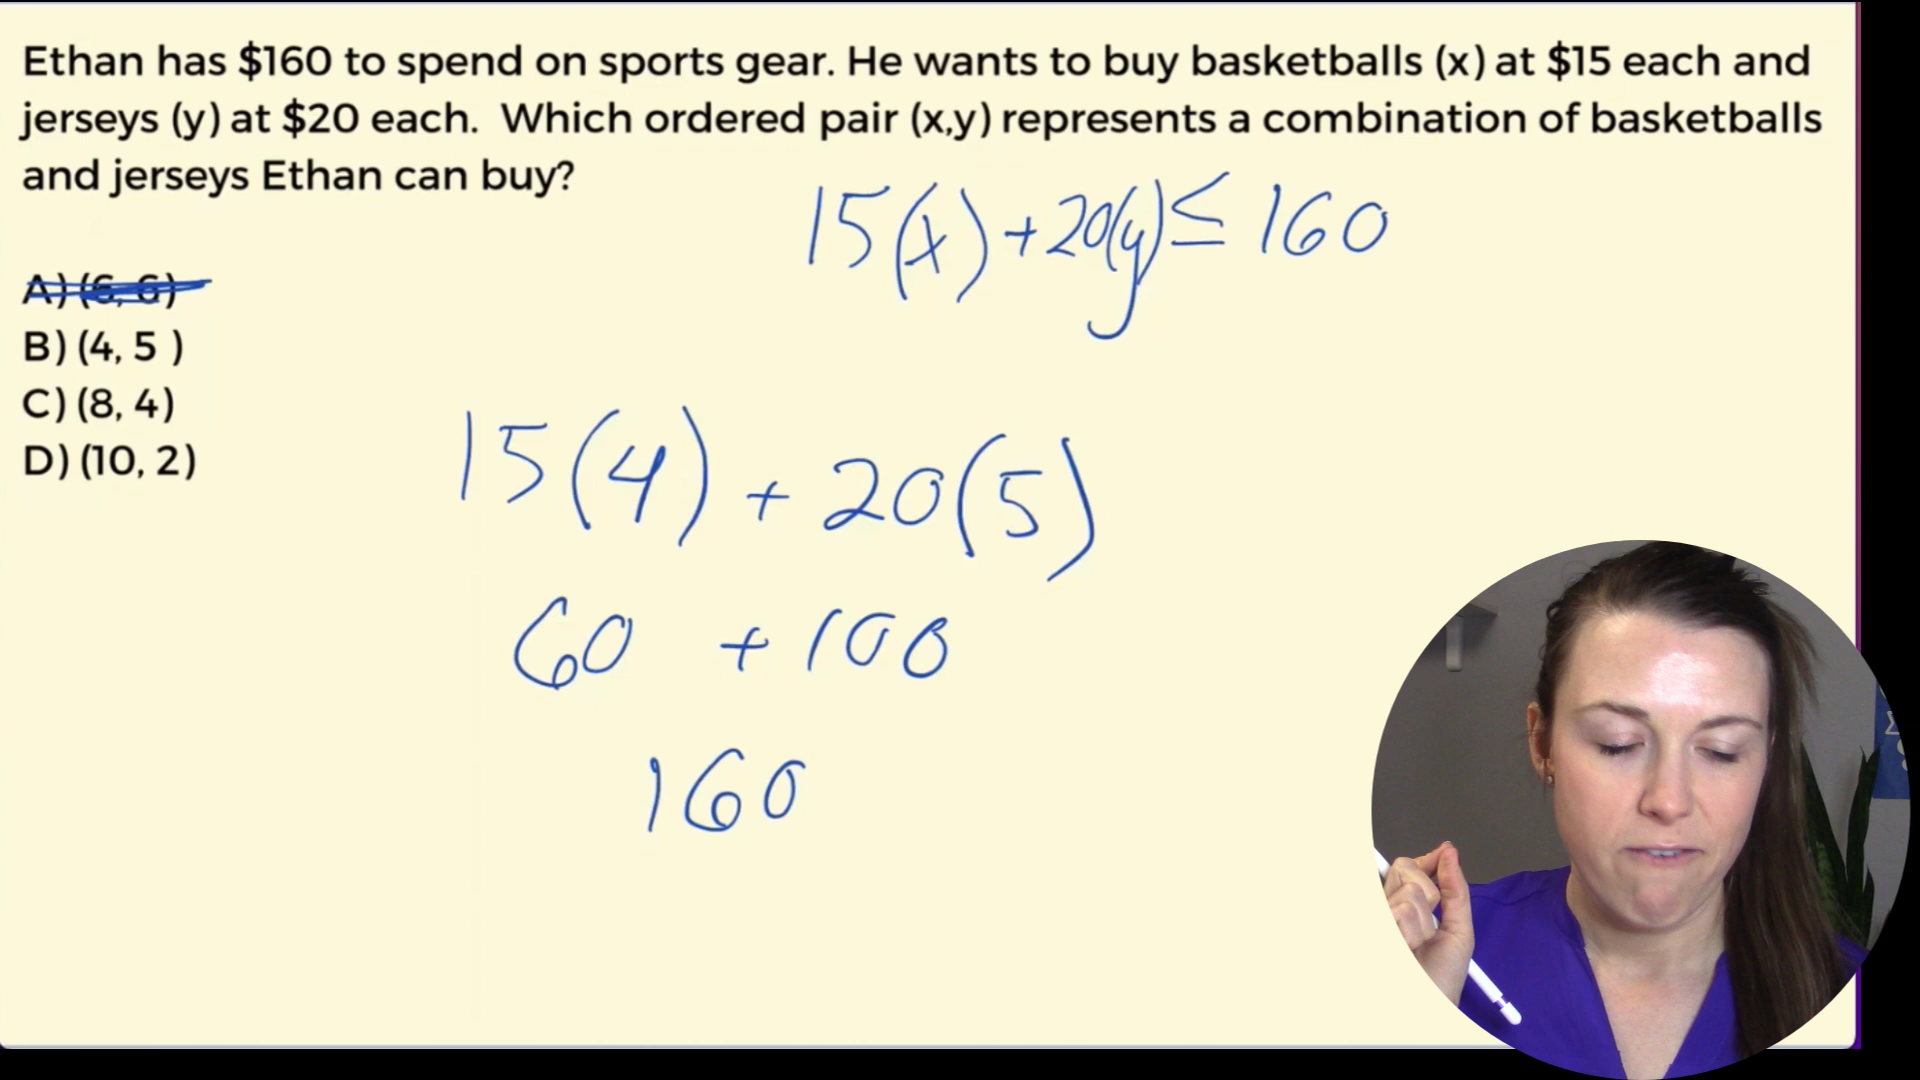 Ethan has $160 to spend on sports gear. He wants to buy basketballs (x) at $15 each and
jerseys (y) at $20 each. Which ordered pair (x,y) represents a combination of basketballs
and jerseys Ethan can buy?
15(x) + 20(y) ≤ 160
A) (6, 6)
B) (4, 5 )
C) (8, 4)
D) (10, 2)
15(4) + 20(5)
60 + 100
160